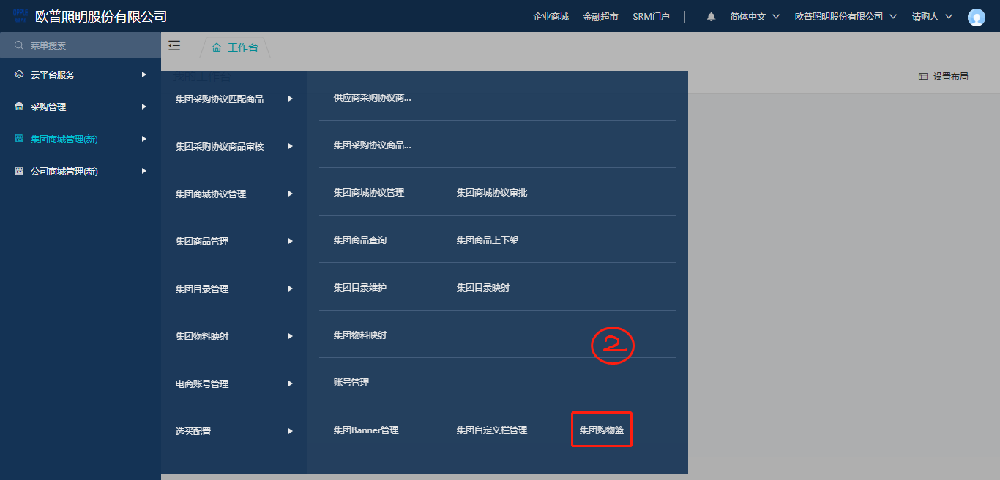 OPPLE
欧普照明股份有限公司
企业商城 金融超市 SRM门户 简体中文 欧普照明股份有限公司 请购人
菜单搜索
工作台
云平台服务
采购管理
集团商城管理(新)
公司商城管理(新)
我的工作台
设置布局
集团采购协议匹配商品 供应商采购协议商...
集团采购协议商品审核 集团采购协议商品...
集团商城协议管理 集团商城协议管理 集团商城协议审批
集团商品管理 集团商品查询 集团商品上下架
集团目录管理 集团目录维护 集团目录映射
集团物料映射 集团物料映射
2
电商账号管理 账号管理
选买配置 集团Banner管理 集团自定义栏管理 集团购物篮